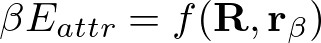 βE_{attr} = f(R, r_β)